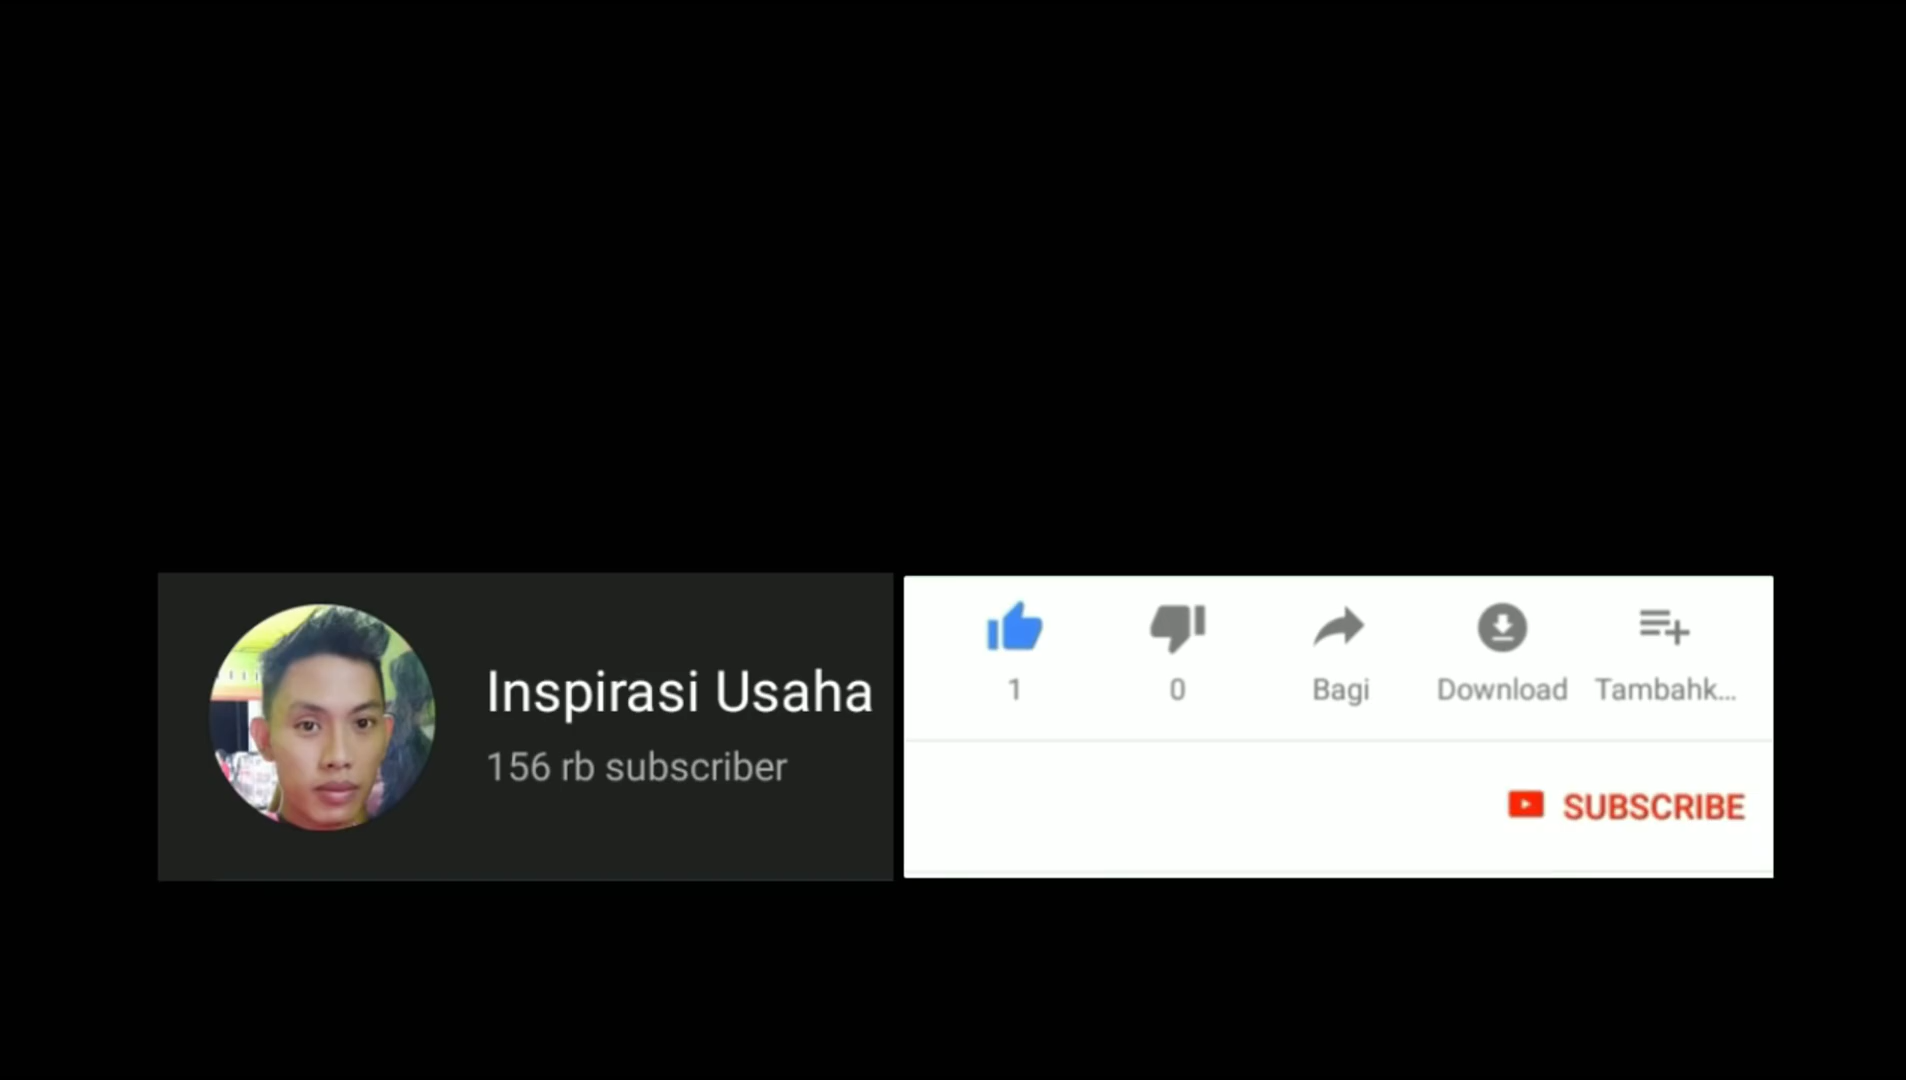 Inspirasi Usaha
156 rb subscriber
1
0
Bagi
Download
Tambahk...
SUBSCRIBE